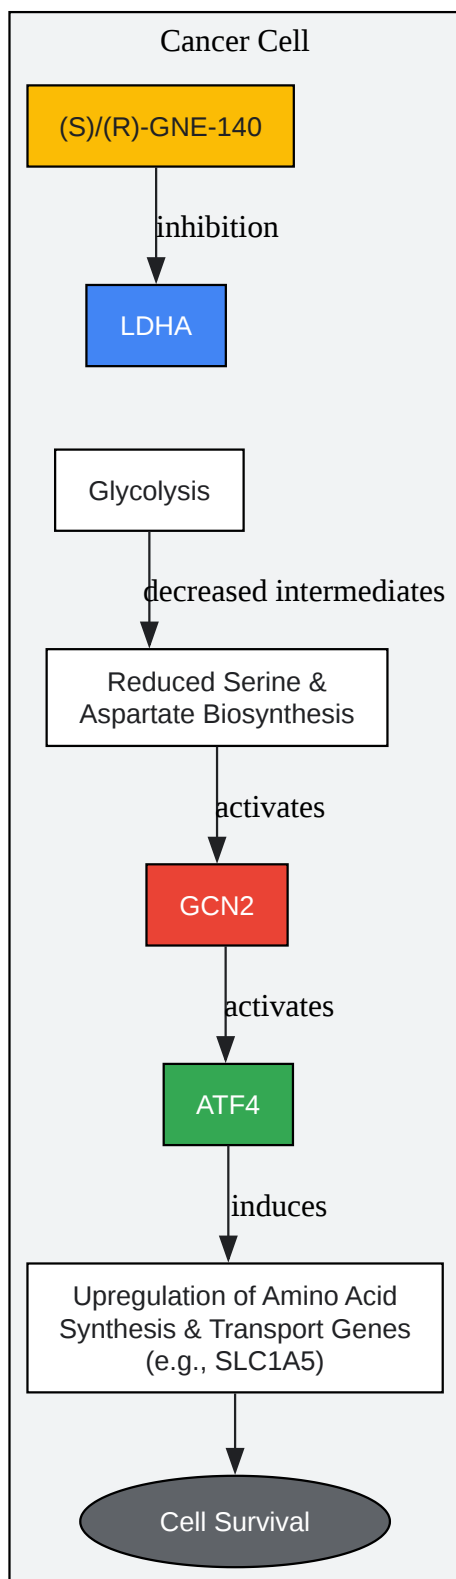 Cancer Cell
(S)/(R)-GNE-140
inhibition
LDHA
Glycolysis
decreased intermediates
Reduced Serine &
Aspartate Biosynthesis
activates
GCN2
activates
ATF4
induces
Upregulation of Amino Acid
Synthesis & Transport Genes
(e.g., SLC1A5)
Cell Survival